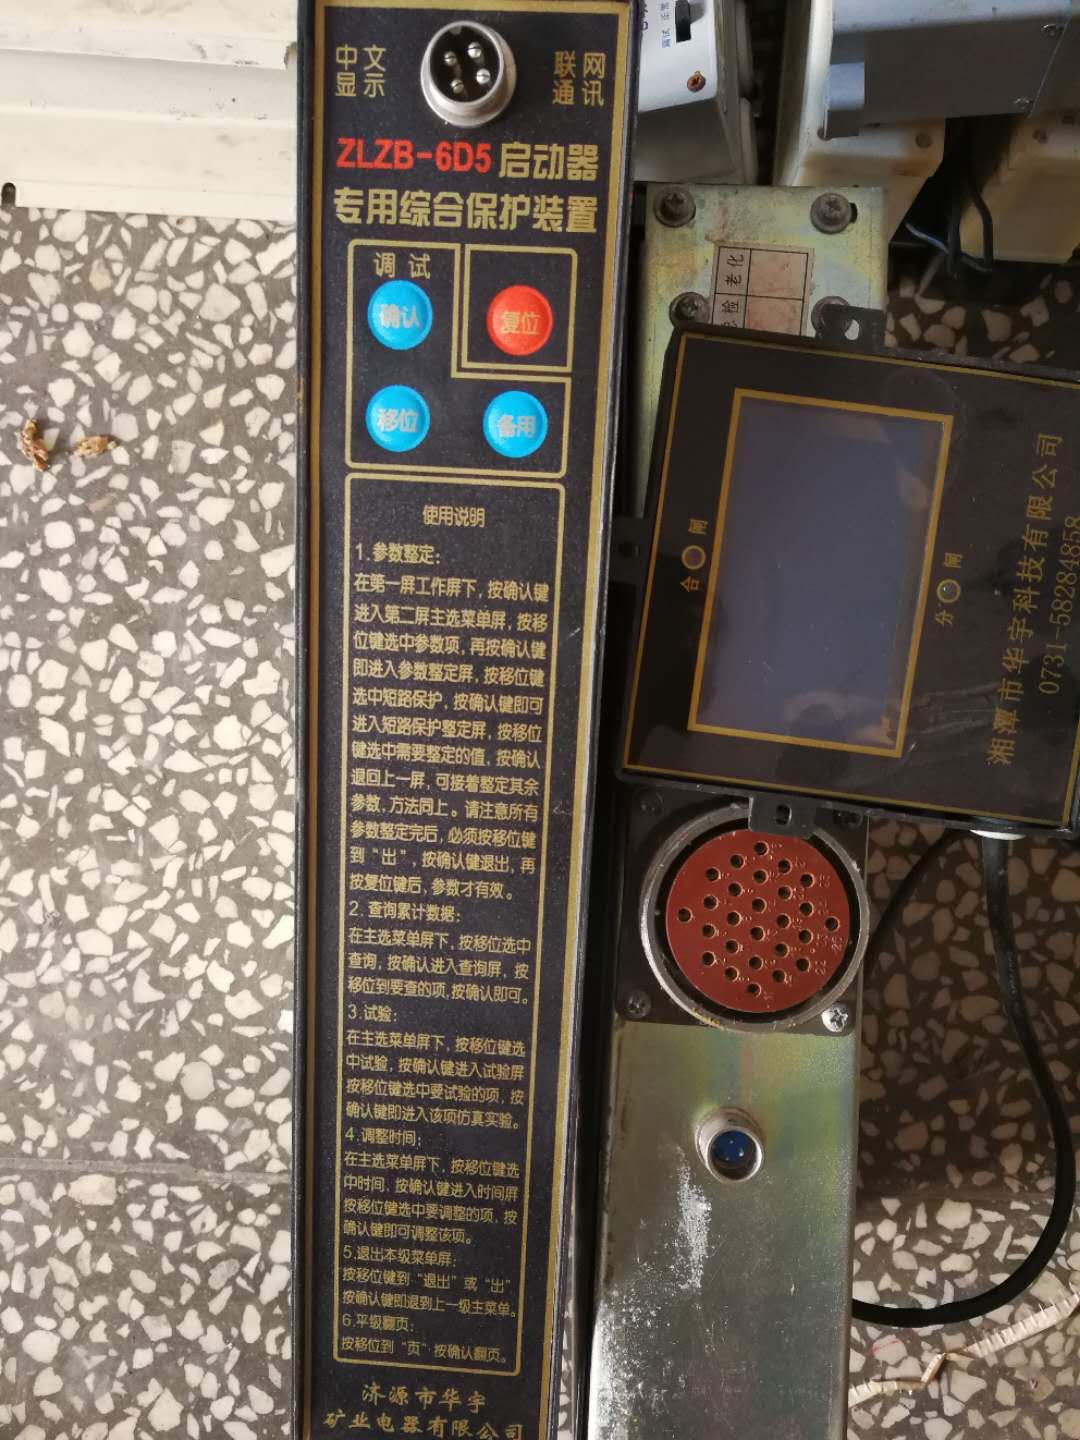 中文
显示
联网
通讯
ZLZB-6D5 启动器
专用综合保护装置
调试
确认
复位
移位
备用
使用说明
1.参数整定:
在第一屏工作屏下,按确认键
进入第二屏主选菜单屏,按移
位键选中参数项,再按确认键
即进入参数整定屏,按移位键
选中短路保护,按确认键即可
进入短路保护整定屏,按移位
键选中需要整定的值,按确认
退回上一屏,可接着整定其余
参数,方法同上。请注意所有
参数整定完后,必须按移位键
到“出”,按确认键退出,再
按复位键后,参数才有效。
2.查询累计数据:
在主选菜单屏下,按移位选中
查询,按确认进入查询屏,按
移位到要查的项,按确认即可。
3.试验:
在主选菜单屏下,按移位键选
中试验,按确认键进入试验屏
按移位键选中要试验的项,按
确认键即进入该项仿真实验。
4.调整时间:
在主选菜单屏下,按移位键选
中时间,按确认键进入时间屏
按移位键选中要调整的项,按
确认键即可调整该项。
5.退出本级菜单屏:
按移位键到“退出”或“出”
按确认键即退到上一级主菜单。
6.平级翻页:
按移位到“页”按确认翻页。
济源市华宇
矿业电器有限公司
调试 正常
老化
检
合闸
分闸
湘潭市华宇科技有限公司
0731-58284858